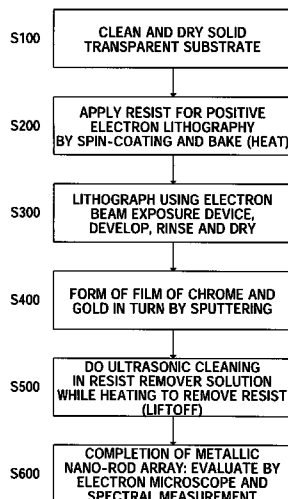 S100
CLEAN AND DRY SOLID
TRANSPARENT SUBSTRATE
S200
APPLY RESIST FOR POSITIVE
ELECTRON LITHOGRAPHY
BY SPIN-COATING AND BAKE (HEAT)
S300
LITHOGRAPH USING ELECTRON
BEAM EXPOSURE DEVICE,
DEVELOP, RINSE AND DRY
S400
FORM OF FILM OF CHROME AND
GOLD IN TURN BY SPUTTERING
S500
DO ULTRASONIC CLEANING
IN RESIST REMOVER SOLUTION
WHILE HEATING TO REMOVE RESIST
(LIFTOFF)
S600
COMPLETION OF METALLIC
NANO-ROD ARRAY: EVALUATE BY
ELECTRON MICROSCOPE AND
SPECTRAL MEASUREMENT